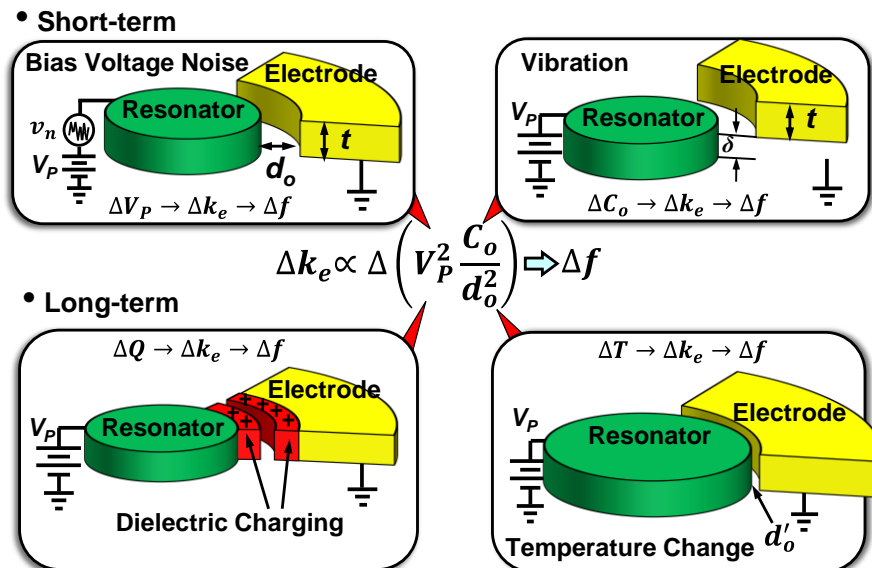 • Short-term
Bias Voltage Noise
Electrode
Resonator
v_n
V_P
t
d_o
ΔV_P → Δk_e → Δf
Vibration
Electrode
V_P
Resonator
t
δ
ΔC_o → Δk_e → Δf
Δk_e ∝ Δ (V_P^2 C_o / d_o^2) ⇨ Δf
• Long-term
ΔQ → Δk_e → Δf
Electrode
+ + + + + +
V_P
Resonator
Dielectric Charging
ΔT → Δk_e → Δf
Electrode
V_P
Resonator
d_o′
Temperature Change